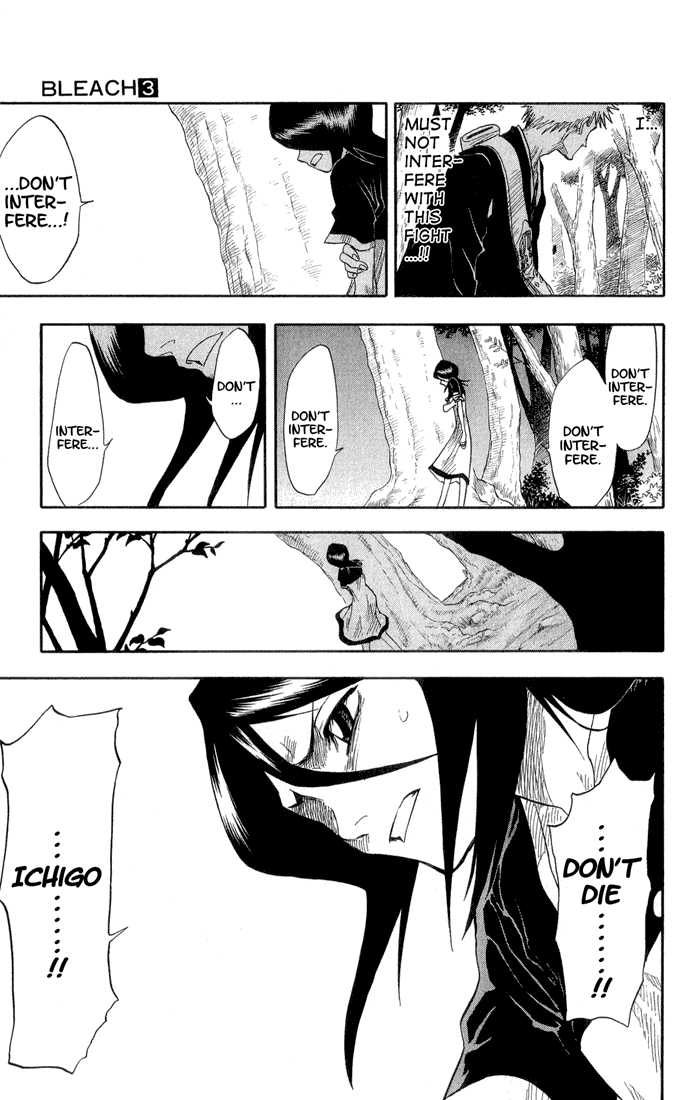 BLEACH 3
I...
MUST
NOT
INTER-
FERE
WITH
THIS
FIGHT
...!!
...DON'T
INTER-
FERE...!
DON'T
INTER-
FERE.
DON'T
INTER-
FERE.
DON'T
INTER-
FERE.
DON'T
...
INTER-
FERE...
DON'T
DIE
......!!
......
ICHIGO
......!!